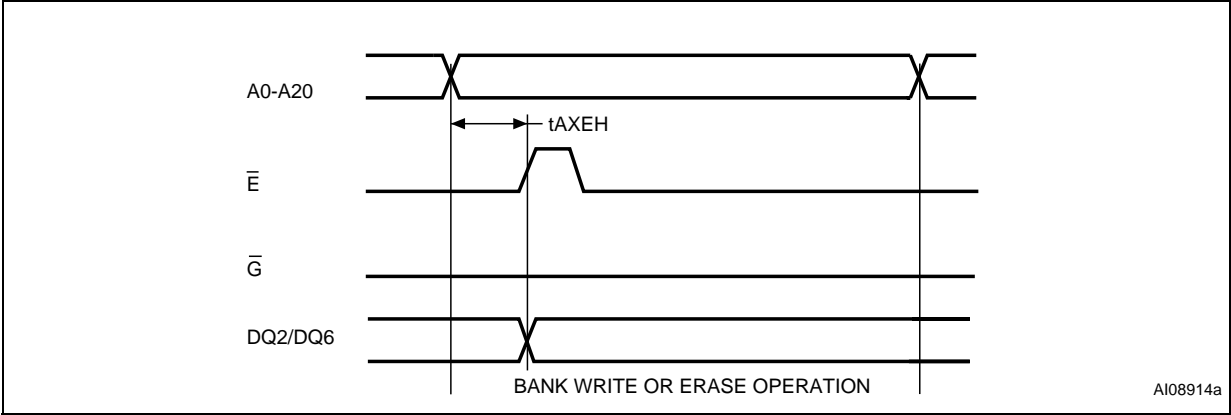 A0-A20
tAXEH
E̅
G̅
DQ2/DQ6
BANK WRITE OR ERASE OPERATION
AI08914a